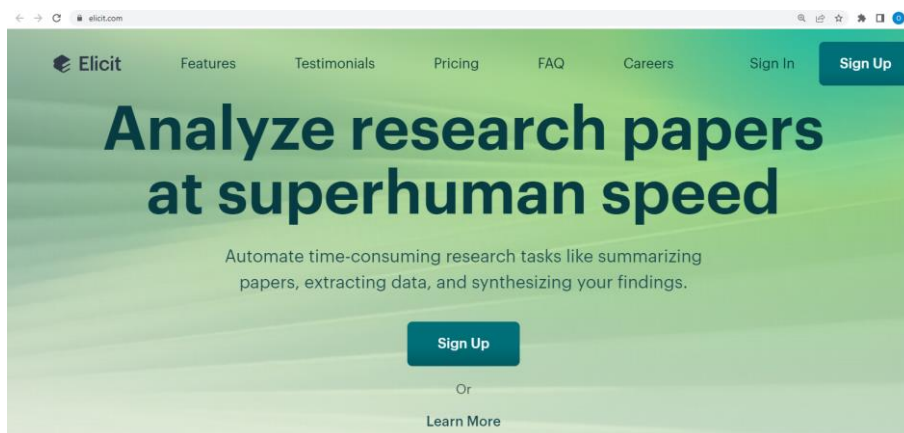 elicit.com
Elicit Features Testimonials Pricing FAQ Careers Sign In Sign Up
Analyze research papers
at superhuman speed
Automate time-consuming research tasks like summarizing
papers, extracting data, and synthesizing your findings.
Sign Up
Or
Learn More